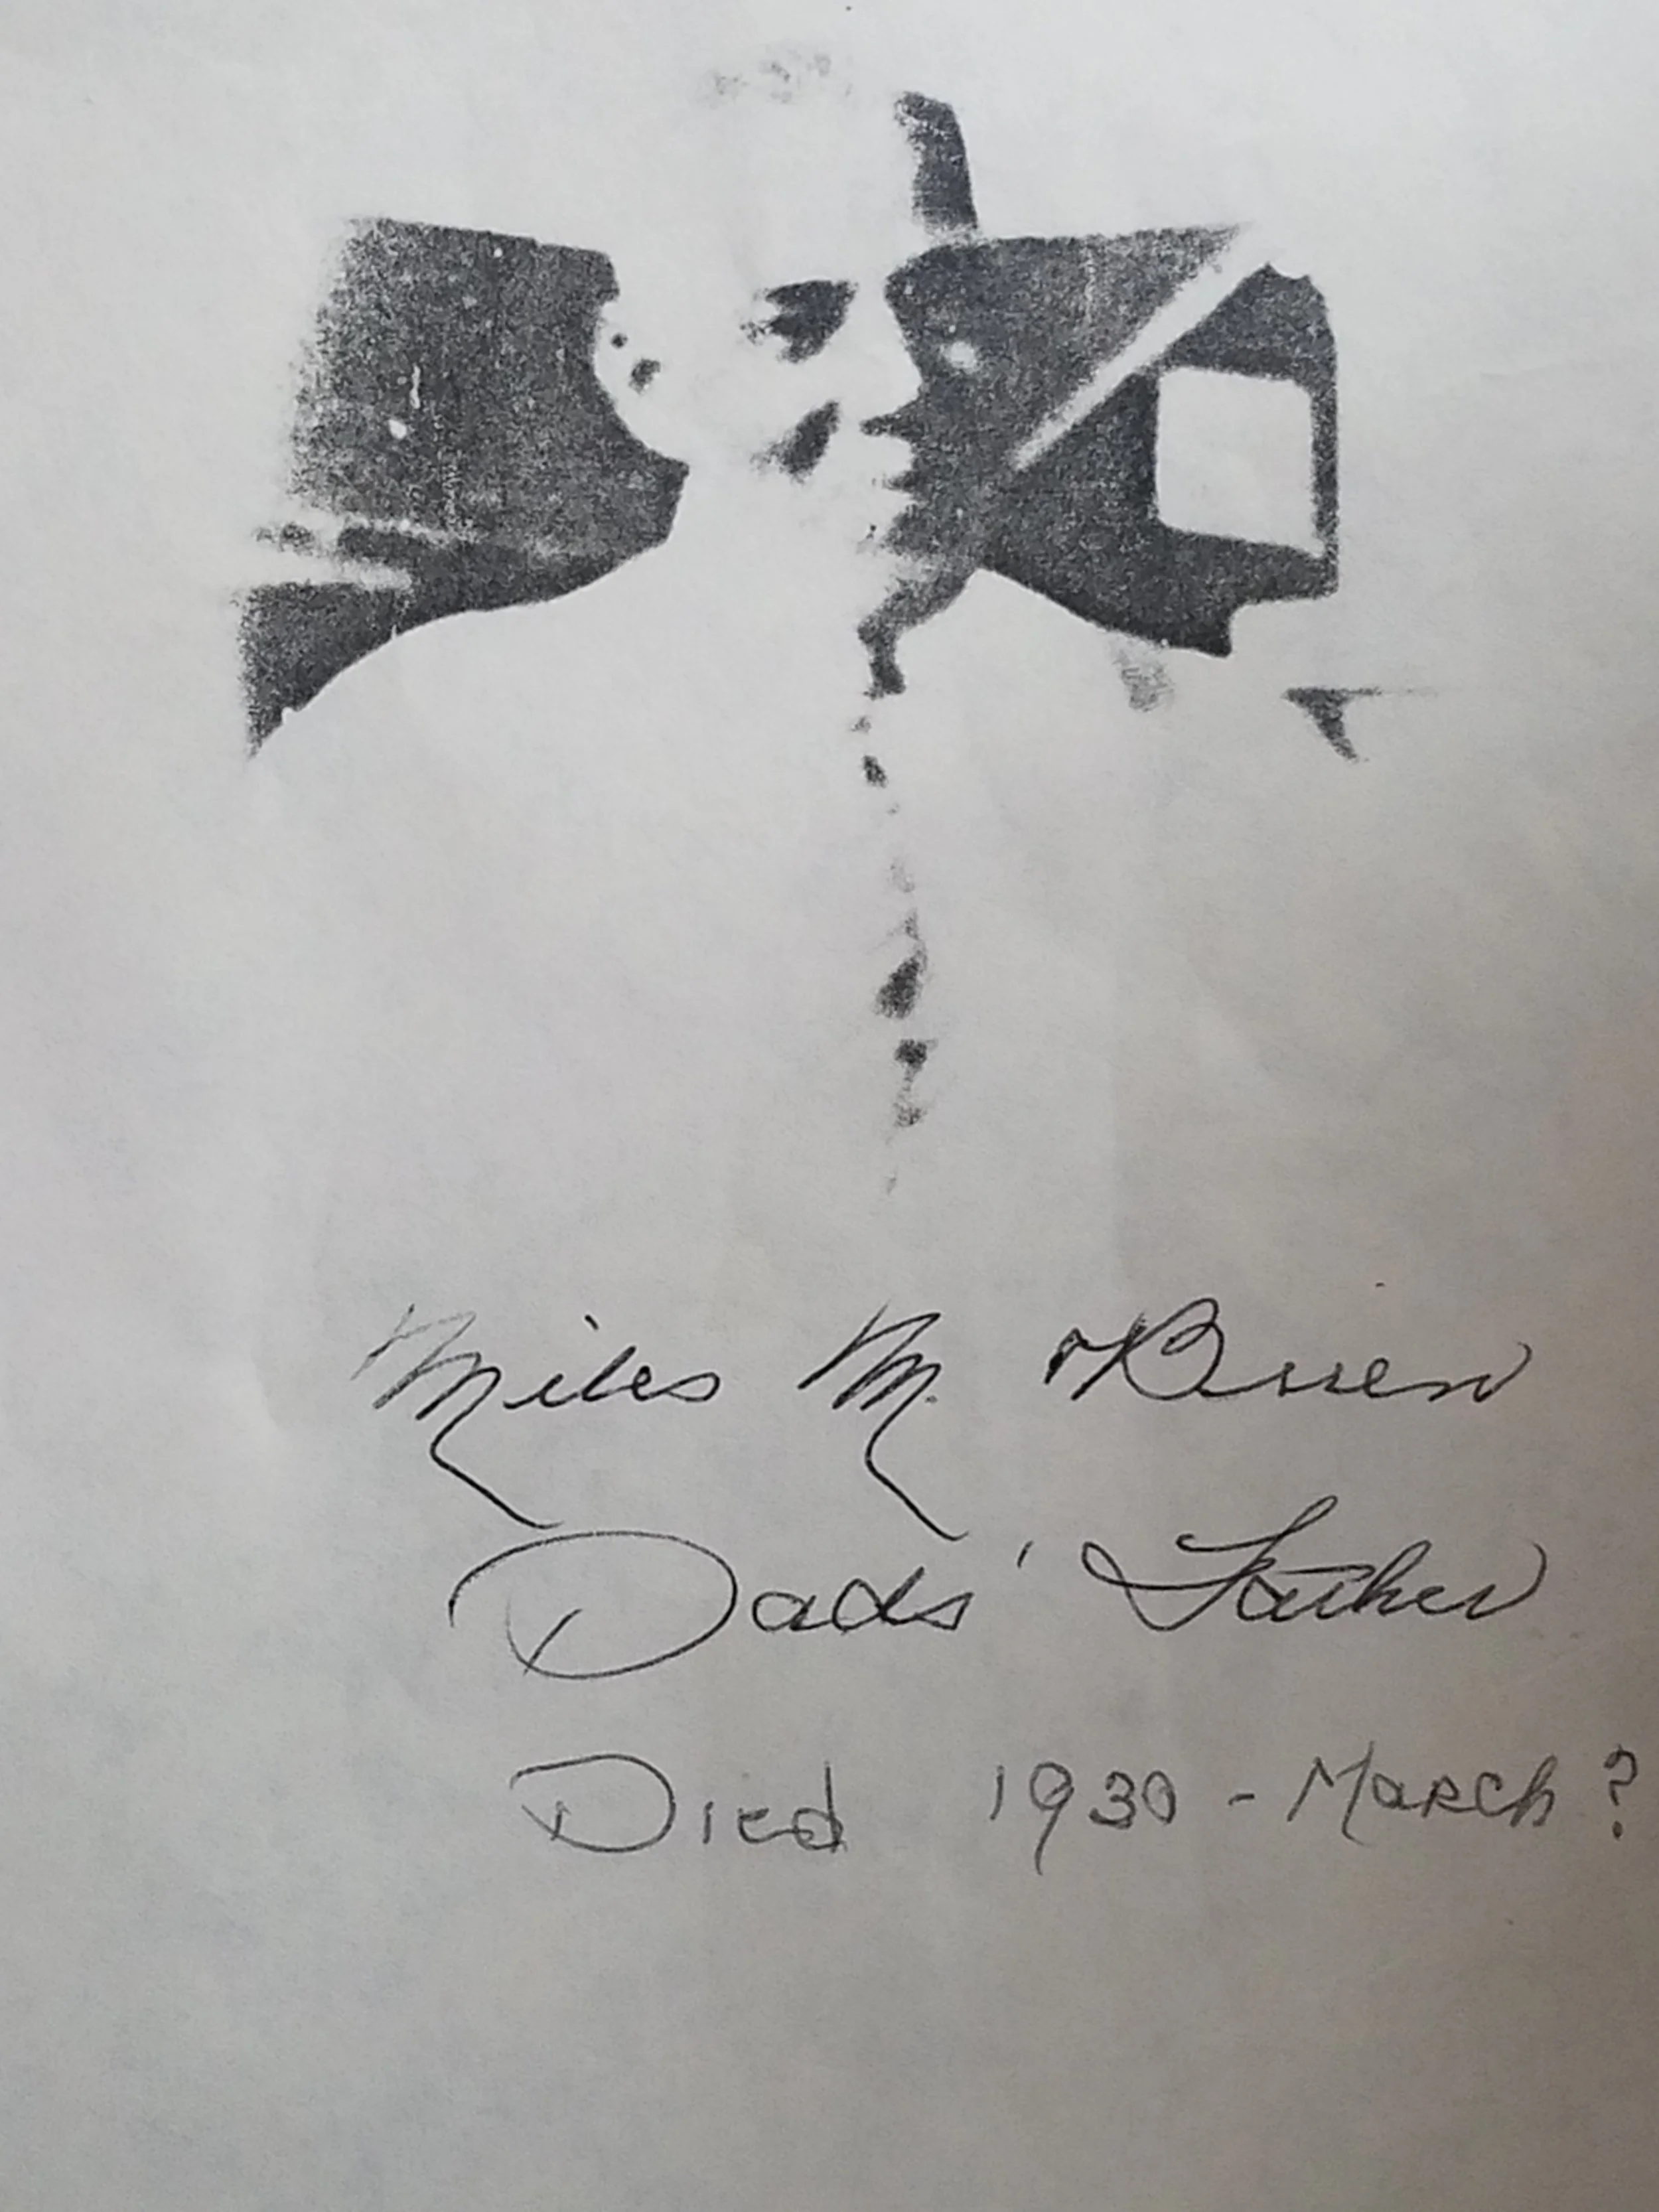 Miles M. Brien
Dads' Father
Died 1930 - March?